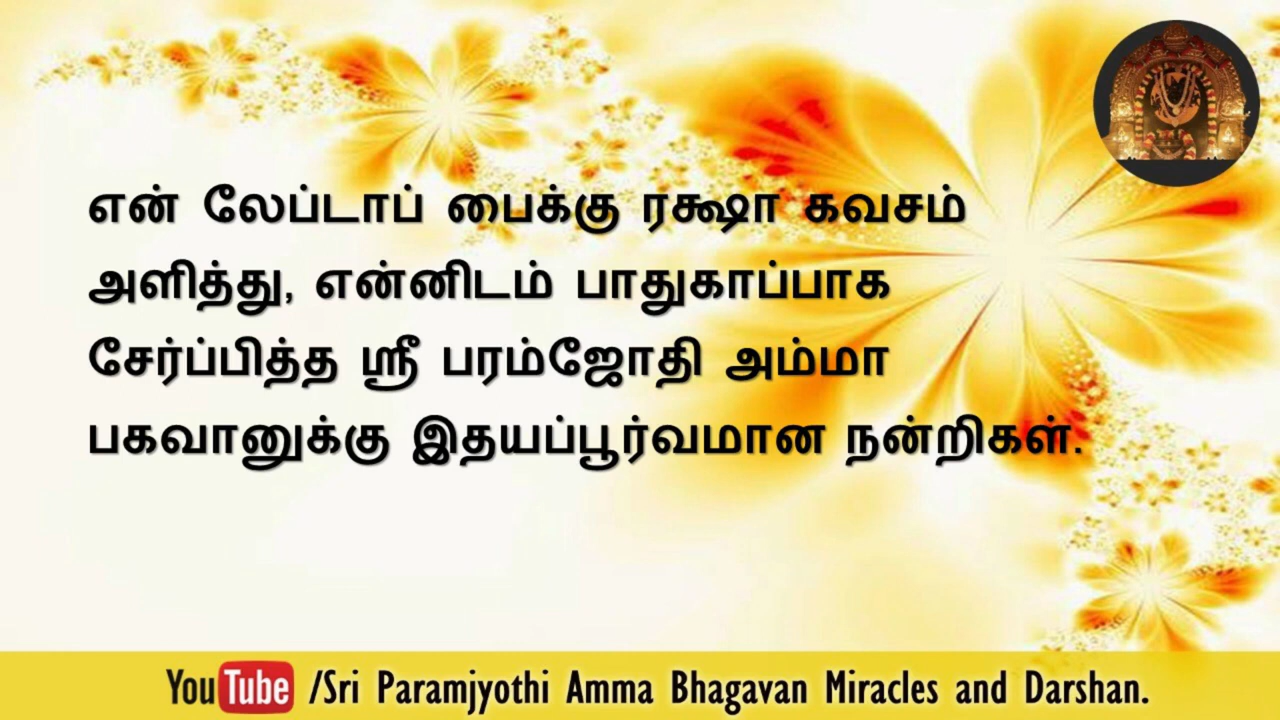 என் லேப்டாப் பைக்கு ரக்ஷா கவசம்
அளித்து, என்னிடம் பாதுகாப்பாக
சேர்ப்பித்த ஸ்ரீ பரம்ஜோதி அம்மா
பகவானுக்கு இதயப்பூர்வமான நன்றிகள்.
YouTube /Sri Paramjyothi Amma Bhagavan Miracles and Darshan.